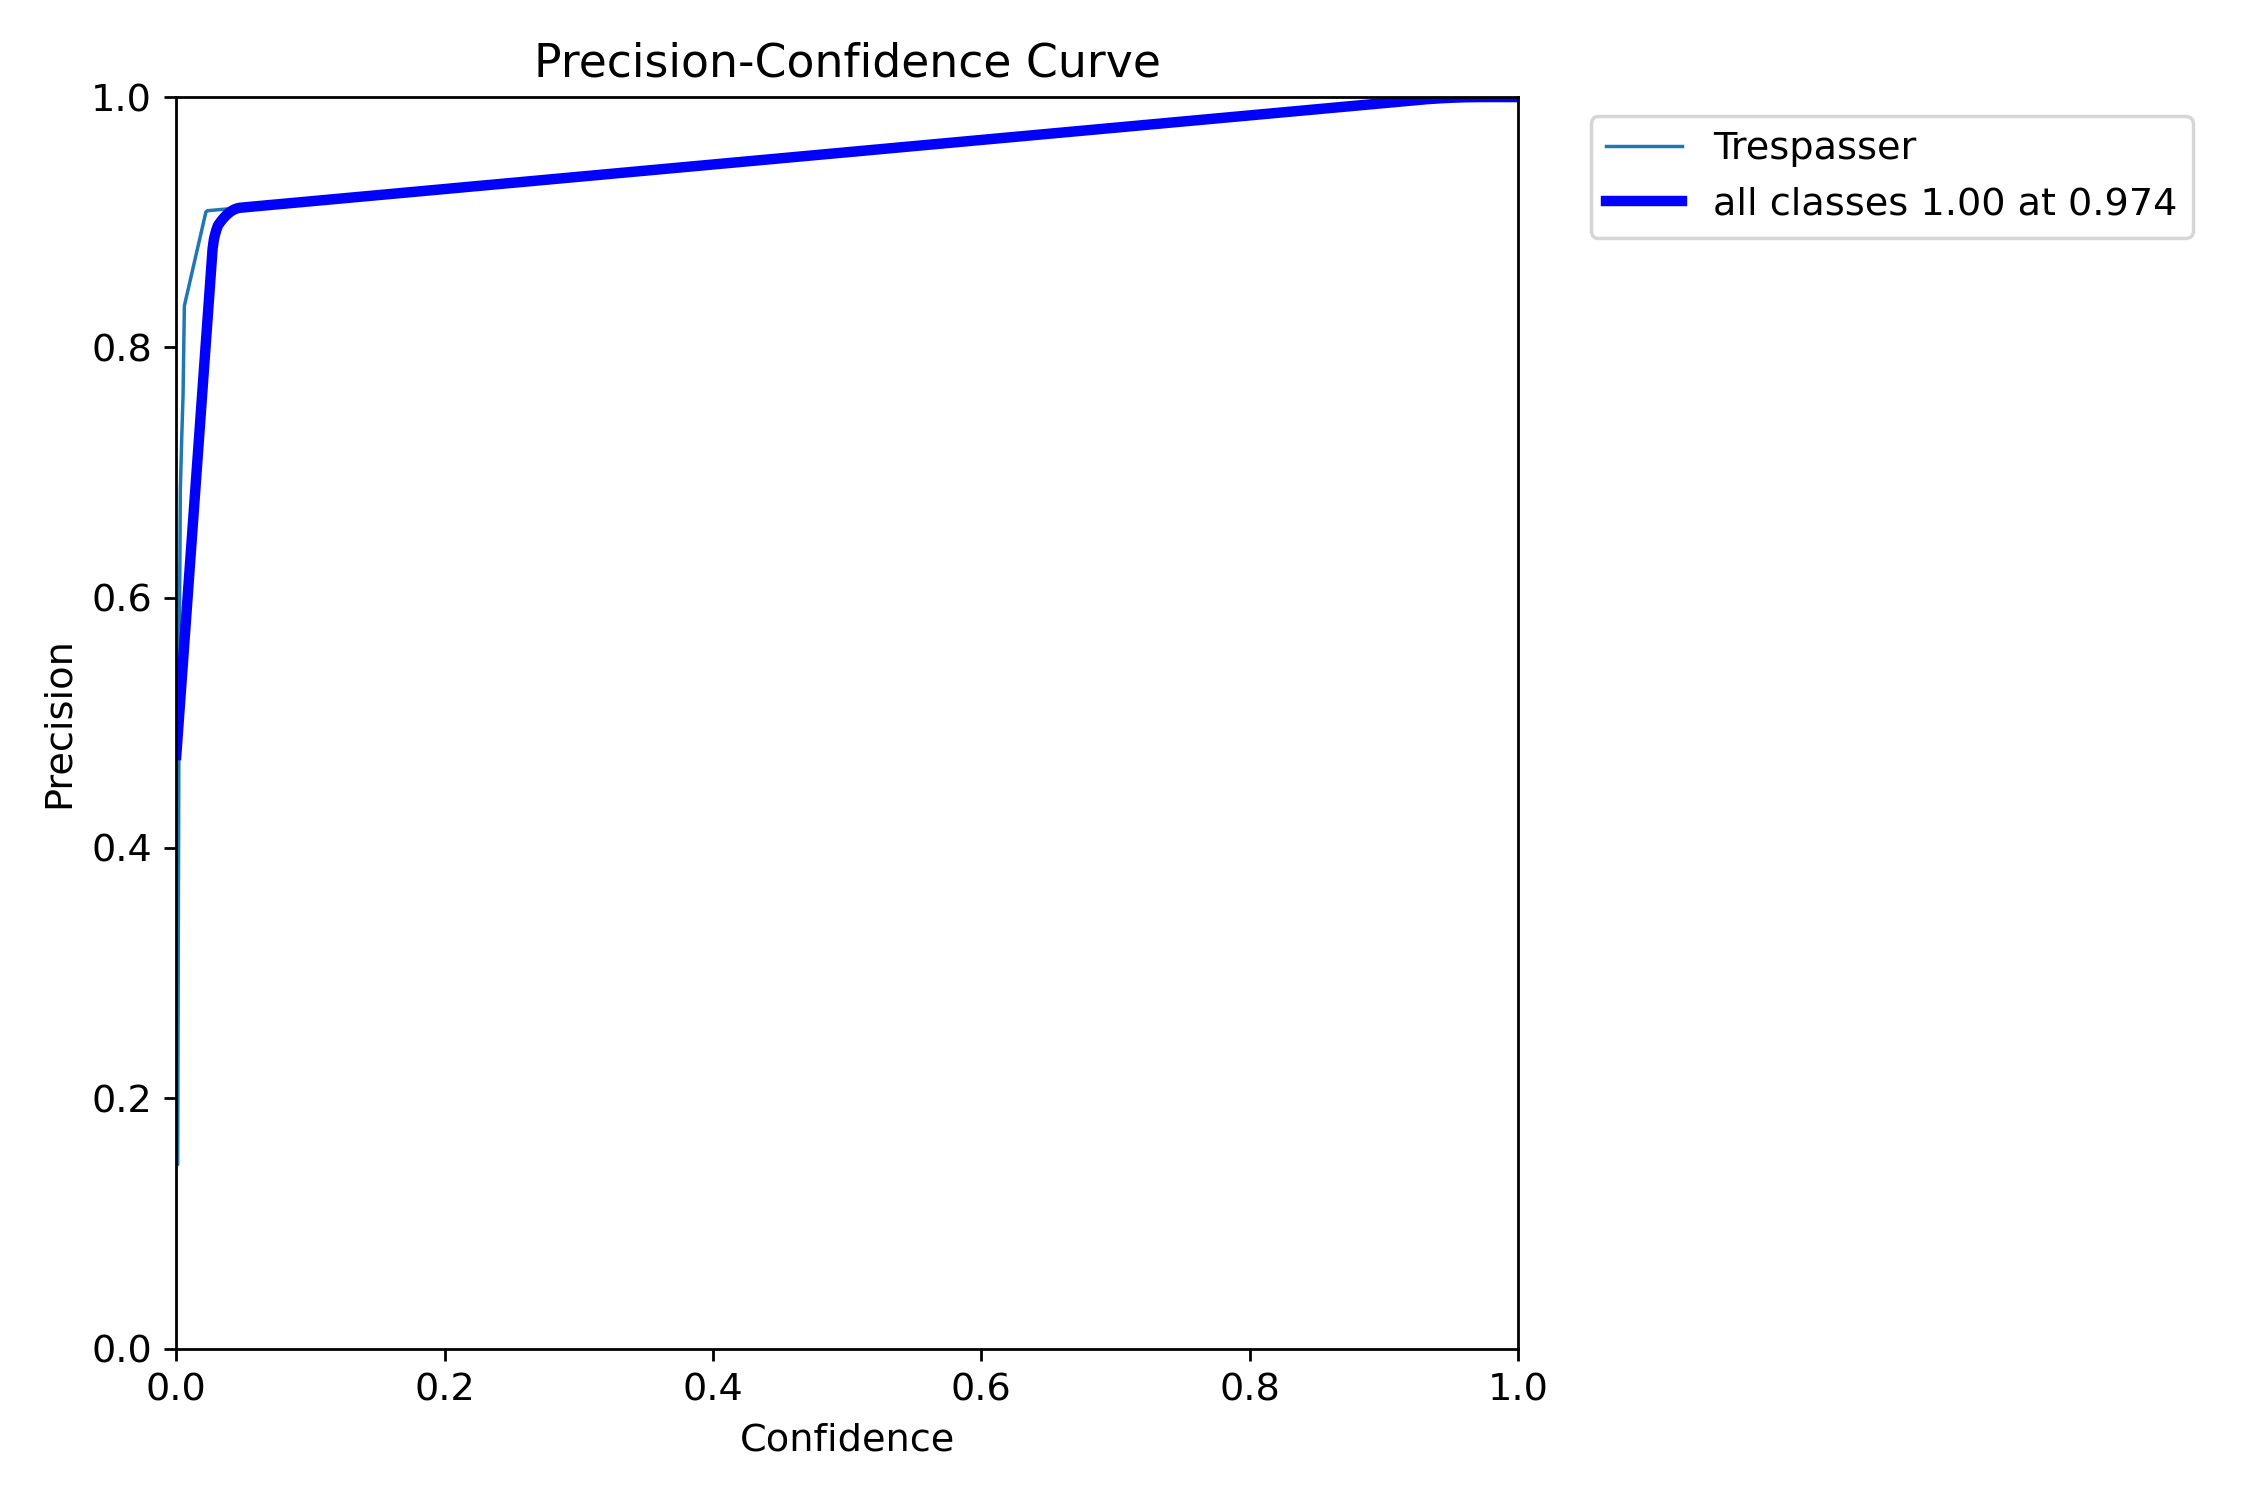 Precision-Confidence Curve
Trespasser
all classes 1.00 at 0.974
Precision
1.0
0.8
0.6
0.4
0.2
0.0
0.0 0.2 0.4 0.6 0.8 1.0
Confidence